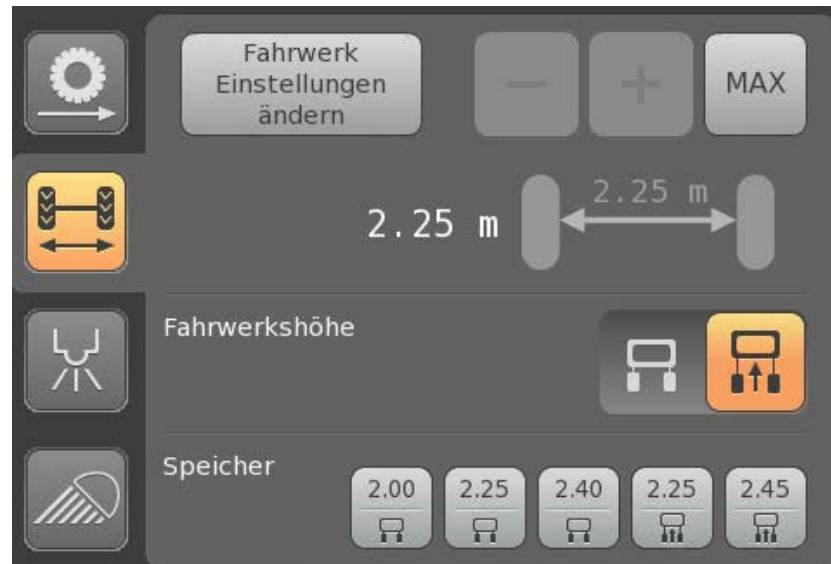 Fahrwerk
Einstellungen
ändern
− + MAX
2.25 m
2.25 m
Fahrwerkshöhe
Speicher
2.00 2.25 2.40 2.25 2.45